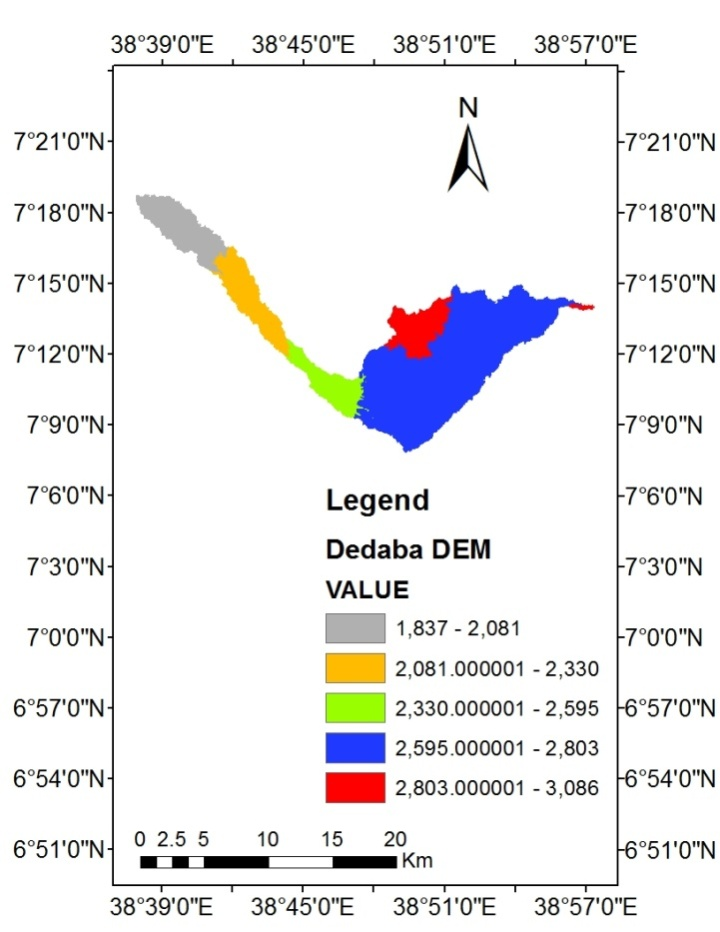 38°39'0"E 38°45'0"E 38°51'0"E 38°57'0"E
N
7°21'0"N 7°21'0"N
7°18'0"N 7°18'0"N
7°15'0"N 7°15'0"N
7°12'0"N 7°12'0"N
7°9'0"N 7°9'0"N
7°6'0"N 7°6'0"N
Legend
Dedaba DEM
7°3'0"N 7°3'0"N
VALUE
1,837 - 2,081
7°0'0"N 7°0'0"N
2,081.000001 - 2,330
2,330.000001 - 2,595
6°57'0"N 6°57'0"N
2,595.000001 - 2,803
6°54'0"N 6°54'0"N
2,803.000001 - 3,086
0 2.5 5 10 15 20
Km
6°51'0"N 6°51'0"N
38°39'0"E 38°45'0"E 38°51'0"E 38°57'0"E